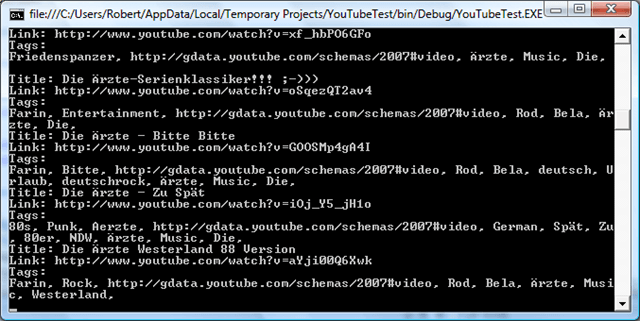 file:///C:/Users/Robert/AppData/Local/Temporary Projects/YouTubeTest/bin/Debug/YouTubeTest.EXE
Link: http://www.youtube.com/watch?v=xf_hbPO6GFo
Tags:
Friedenspanzer, http://gdata.youtube.com/schemas/2007#video, Ärzte, Music, Die,
Title: Die Ärzte-Serienklassiker!!! ;-)))
Link: http://www.youtube.com/watch?v=oSqezQT2av4
Tags:
Farin, Entertainment, http://gdata.youtube.com/schemas/2007#video, Rod, Bela, Är
zte, Die,
Title: Die Ärzte - Bitte Bitte
Link: http://www.youtube.com/watch?v=GOOSMp4gA4I
Tags:
Farin, Bitte, http://gdata.youtube.com/schemas/2007#video, Rod, Bela, deutsch, U
rlaub, deutschrock, Ärzte, Music, Die,
Title: Die Ärzte - Zu Spät
Link: http://www.youtube.com/watch?v=iOj_Y5_jH1o
Tags:
80s, Punk, Aerzte, http://gdata.youtube.com/schemas/2007#video, German, Spät, Zu
, 80er, NDW, Ärzte, Music, Die,
Title: Die Ärzte Westerland 88 Version
Link: http://www.youtube.com/watch?v=aYji00Q6Xwk
Tags:
Farin, Rock, http://gdata.youtube.com/schemas/2007#video, Rod, Bela, Ärzte, Musi
c, Westerland,